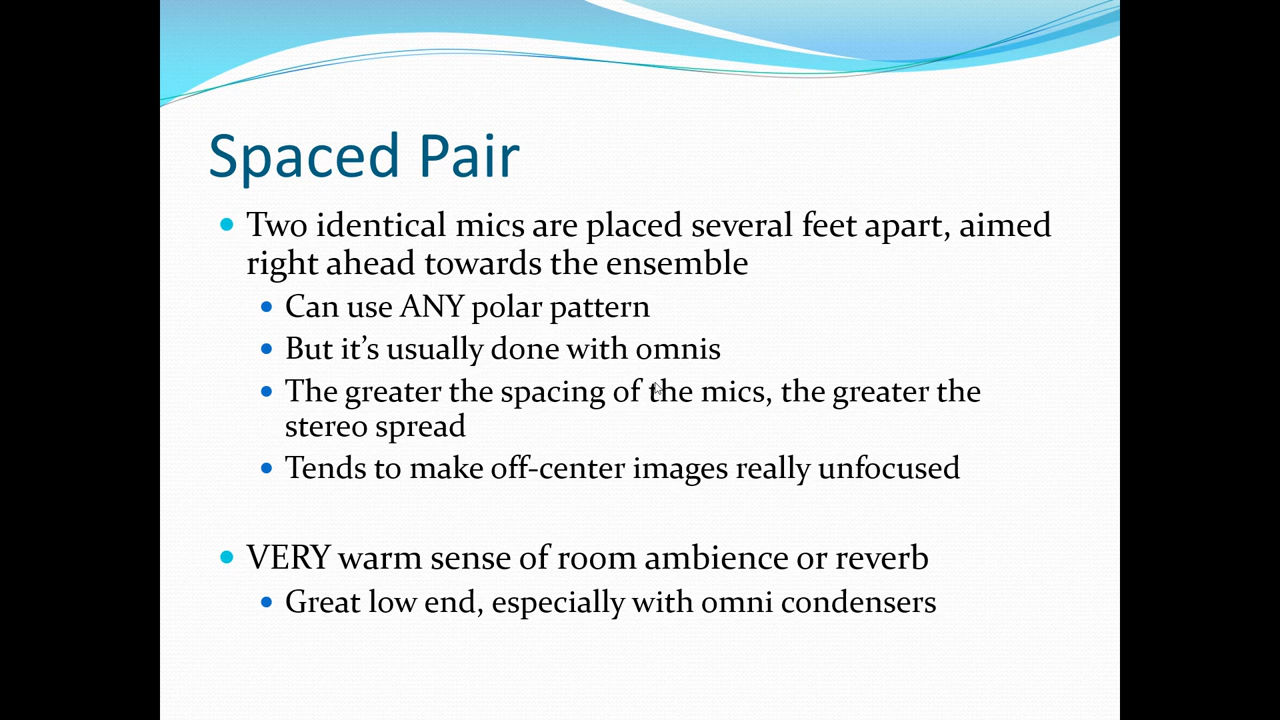 Spaced Pair
Two identical mics are placed several feet apart, aimed
right ahead towards the ensemble
Can use ANY polar pattern
But it’s usually done with omnis
The greater the spacing of the mics, the greater the
stereo spread
Tends to make off-center images really unfocused
VERY warm sense of room ambience or reverb
Great low end, especially with omni condensers